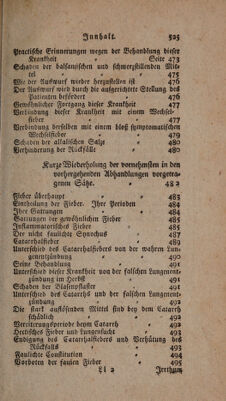 Innhalt. 525
Practische Erinnerungen wegen der Behandlung dieser
Krankheit Seite 473
Schaden der balsamischen und schmerzstillenden Mit-
tel 475
Wie der Auswurf wieder herzustellen ist 476
Der Auswurf wird durch die aufgerichtete Stellung des
Patienten befördert 476
Gewöhnlicher Fortgang dieser Krankheit 477
Verbindung dieser Krankheit mit einem Wechsel-
fieber 477
Verbindung derselben mit einem bloß symptomatischen
Wechselfieber 479
Schaden der alkalischen Salze 480
Verhinderung der Rückfälle 480
Kurze Wiederholung der vornehmsten in den
vorhergehenden Abhandlungen vorgetra-
genen Sätze. 482
Fieber überhaupt 483
Eintheilung der Fieber. Ihre Perioden 484
Ihre Gattungen 484
Gattungen der gewöhnlichen Fieber 485
Inflammatorisches Fieber 485
Der nicht faulichte Synochus 487
Catarrhalfieber 490
Unterschied des Catarrhalfiebers von der wahren Lun-
genentzündung 490
Seine Behandlung 491
Unterschied dieser Krankheit von der falschen Lungenent-
zündung im Herbst 491
Schaden der Blasenpflaster 491
Unterschied des Catarrhs und der falschen Lungenent-
zündung 492
Die stark auflösenden Mittel sind bey dem Catarrh
schädlich 492
Vereiterungsperiode beym Catarrh 492
Hectisches Fieber und Lungensucht 493
Endigung des Catarrhalfiebers und Verhütung des
Rückfalls 493
Faulichte Constitution 494
Vorboten der faulen Fieber 495
Ll 2 Irrthum